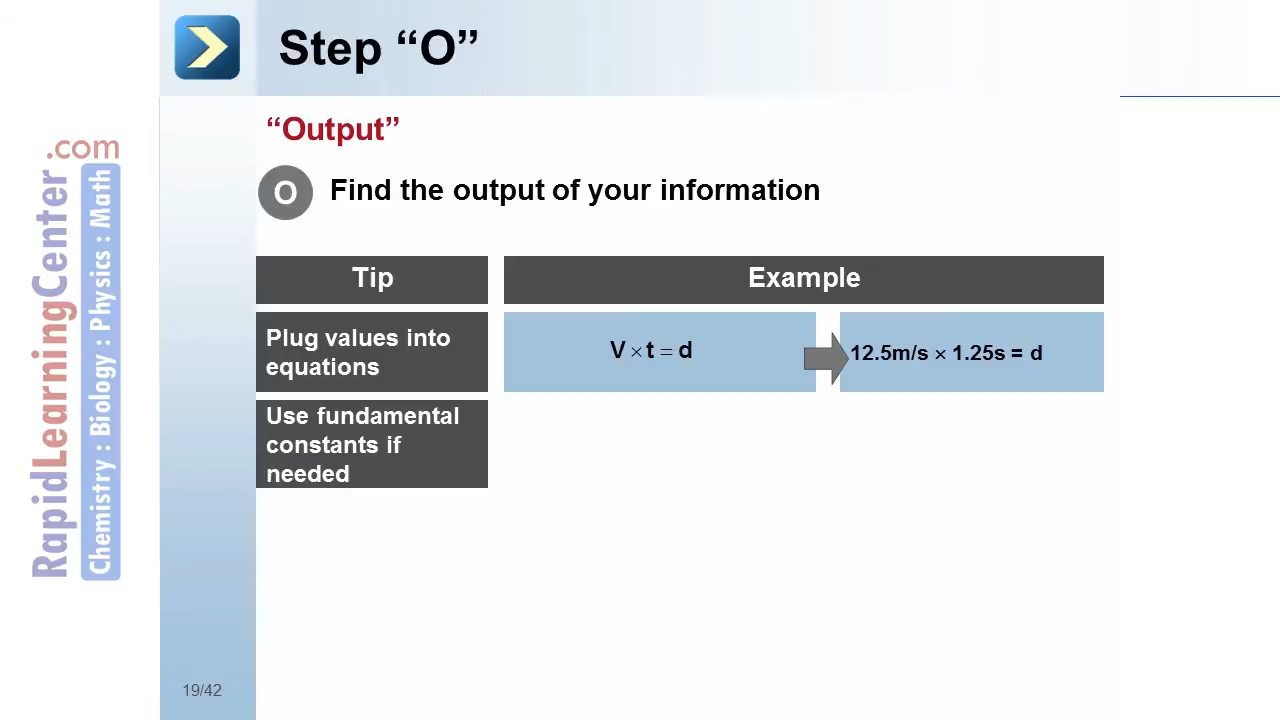 Step “O”
“Output”
O
Find the output of your information
Tip
Example
Plug values into
equations
V × t = d
12.5m/s × 1.25s = d
Use fundamental
constants if
needed
RapidLearningCenter
.com
Chemistry : Biology : Physics : Math
19/42